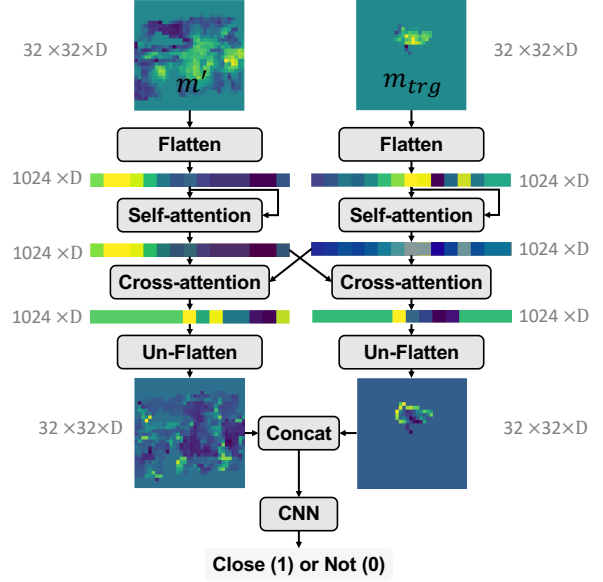 32 ×32×D
m′
m_trg
32 ×32×D
Flatten
Flatten
1024 ×D
1024 ×D
Self-attention
Self-attention
1024 ×D
1024 ×D
Cross-attention
Cross-attention
1024 ×D
1024 ×D
Un-Flatten
Un-Flatten
32 ×32×D
Concat
32 ×32×D
CNN
Close (1) or Not (0)